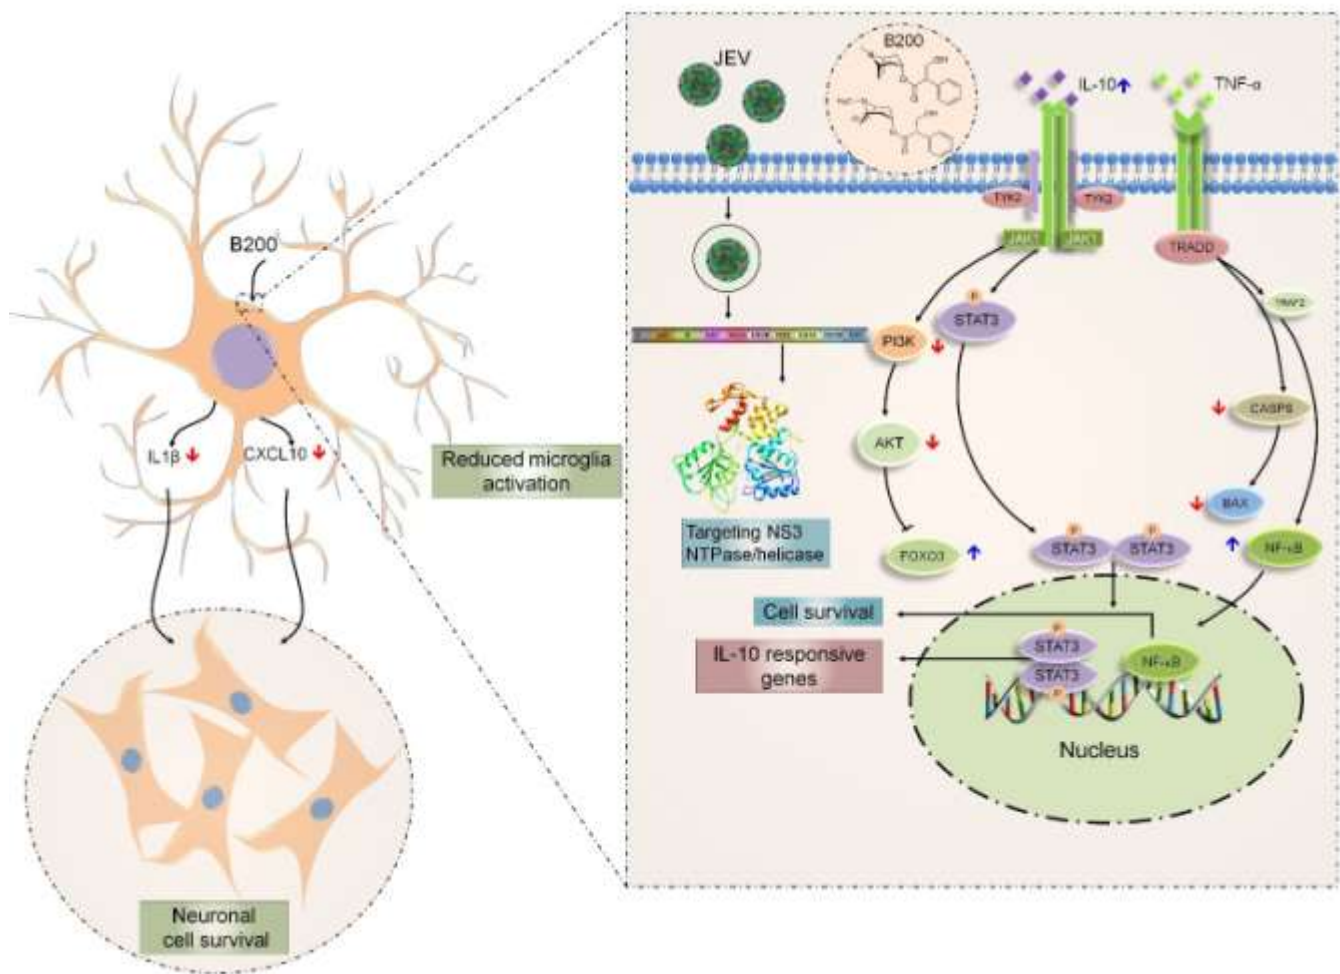 JEV
B200
IL-10
TNF-α
TYK2
TYK2
JAK1
JAK1
TRADD
B200
P
STAT3
TRAF2
PI3K
CASP8
AKT
IL1β
CXCL10
Reduced microglia
activation
BAX
Targeting NS3
NTPase/helicase
FOXO3
P
P
STAT3
STAT3
NF-κB
Cell survival
IL-10 responsive
genes
P
STAT3
STAT3
P
NF-κB
Nucleus
Neuronal
cell survival